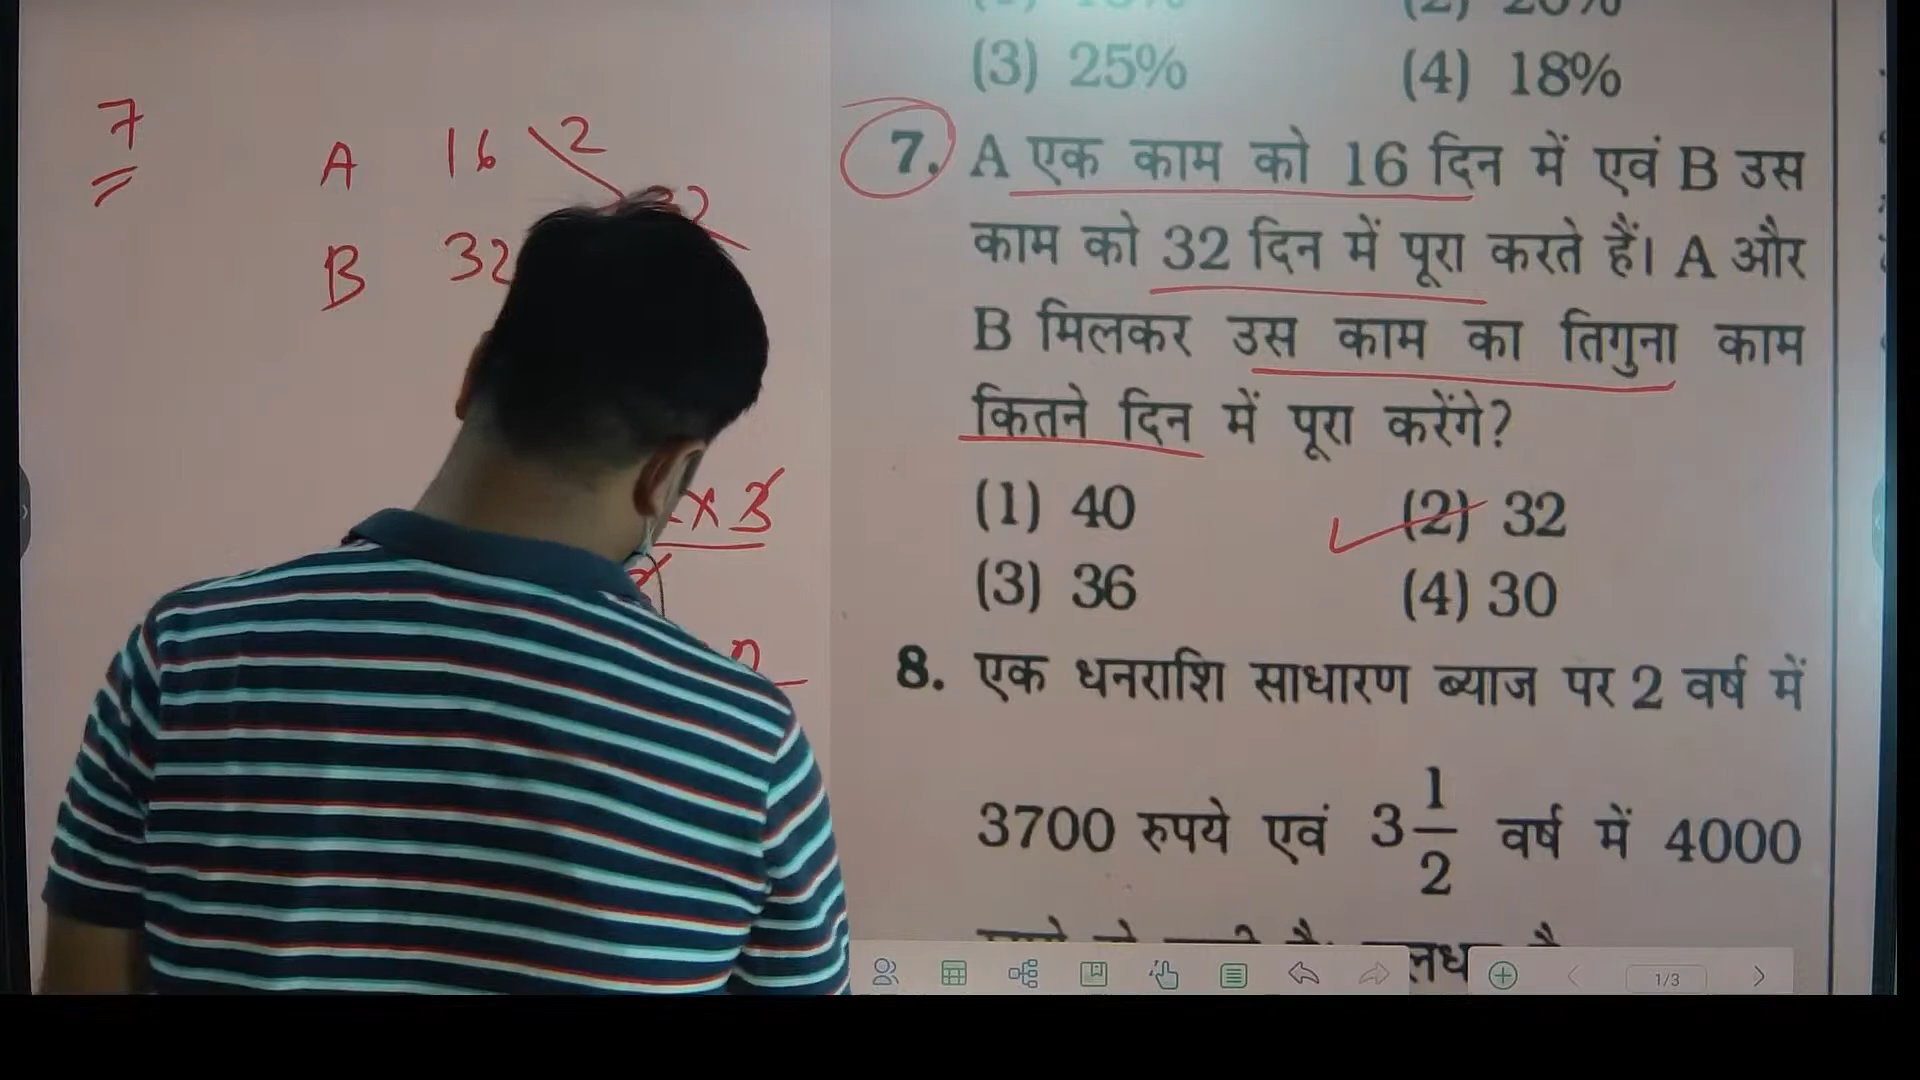 (3) 25% (4) 18%
7
A 16 2
B 32
7. A एक काम को 16 दिन में एवं B उस
काम को 32 दिन में पूरा करते हैं। A और
B मिलकर उस काम का तिगुना काम
कितने दिन में पूरा करेंगे?
(1) 40 (2) 32
(3) 36 (4) 30
x 3
8. एक धनराशि साधारण ब्याज पर 2 वर्ष में
3700 रुपये एवं 3 1/2 वर्ष में 4000
1/3